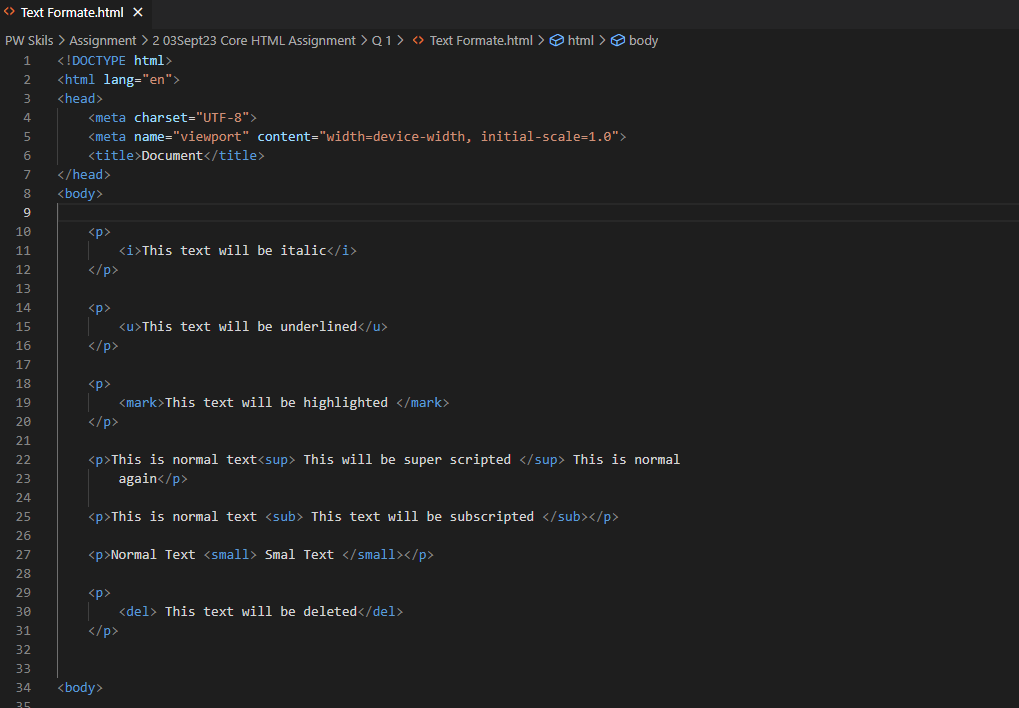 <> Text Formate.html ×
PW Skils > Assignment > 2 03Sept23 Core HTML Assignment > Q 1 > <> Text Formate.html > html > body
1 <!DOCTYPE html>
2 <html lang="en">
3 <head>
4 <meta charset="UTF-8">
5 <meta name="viewport" content="width=device-width, initial-scale=1.0">
6 <title>Document</title>
7 </head>
8 <body>
9
10 <p>
11 <i>This text will be italic</i>
12 </p>
13
14 <p>
15 <u>This text will be underlined</u>
16 </p>
17
18 <p>
19 <mark>This text will be highlighted </mark>
20 </p>
21
22 <p>This is normal text<sup> This will be super scripted </sup> This is normal
23 again</p>
24
25 <p>This is normal text <sub> This text will be subscripted </sub></p>
26
27 <p>Normal Text <small> Smal Text </small></p>
28
29 <p>
30 <del> This text will be deleted</del>
31 </p>
32
33
34 <body>
35